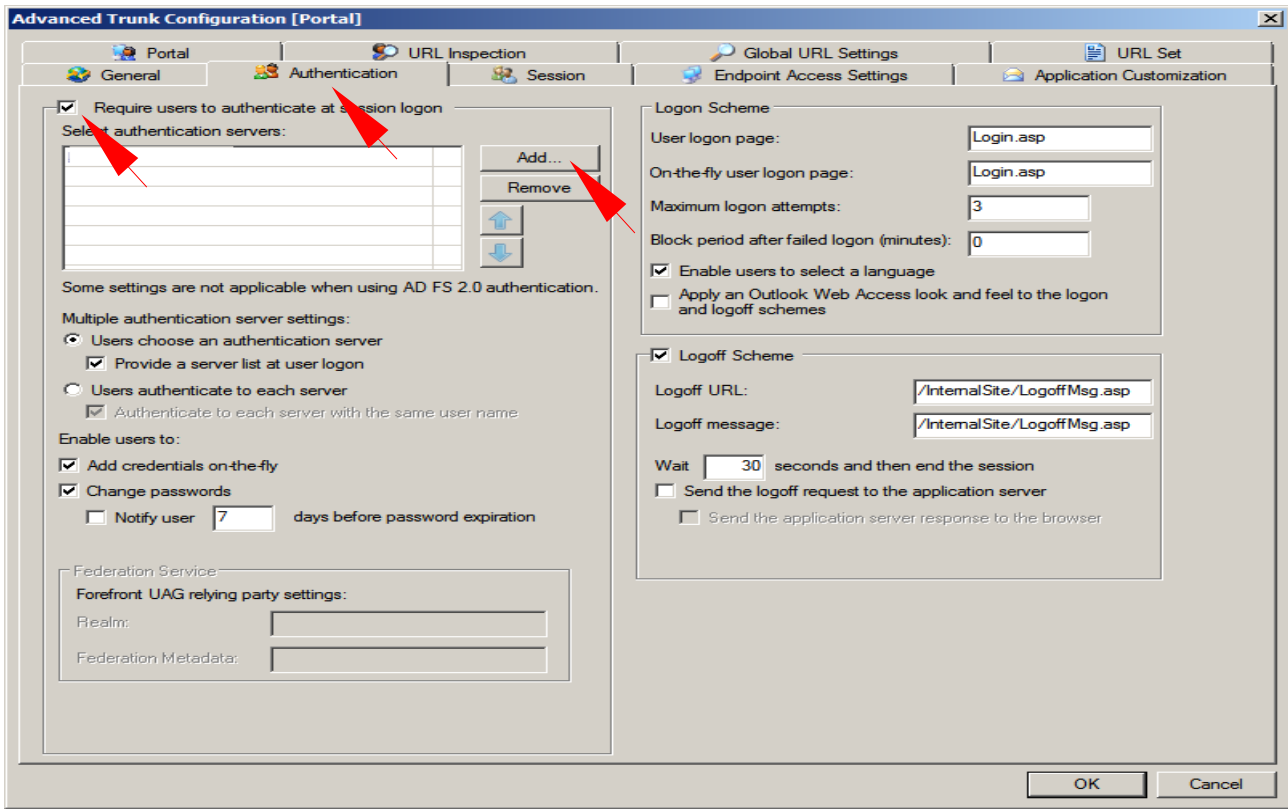 Advanced Trunk Configuration [Portal]
Portal
URL Inspection
Global URL Settings
URL Set
General
Authentication
Session
Endpoint Access Settings
Application Customization
Require users to authenticate at session logon
Select authentication servers:
Add...
Remove
Some settings are not applicable when using AD FS 2.0 authentication.
Multiple authentication server settings:
Users choose an authentication server
Provide a server list at user logon
Users authenticate to each server
Authenticate to each server with the same user name
Enable users to:
Add credentials on-the-fly
Change passwords
Notify user 7 days before password expiration
Federation Service
Forefront UAG relying party settings:
Realm:
Federation Metadata:
Logon Scheme
User logon page: Login.asp
On-the-fly user logon page: Login.asp
Maximum logon attempts: 3
Block period after failed logon (minutes): 0
Enable users to select a language
Apply an Outlook Web Access look and feel to the logon
and logoff schemes
Logoff Scheme
Logoff URL: /InternalSite/LogoffMsg.asp
Logoff message: /InternalSite/LogoffMsg.asp
Wait 30 seconds and then end the session
Send the logoff request to the application server
Send the application server response to the browser
OK
Cancel